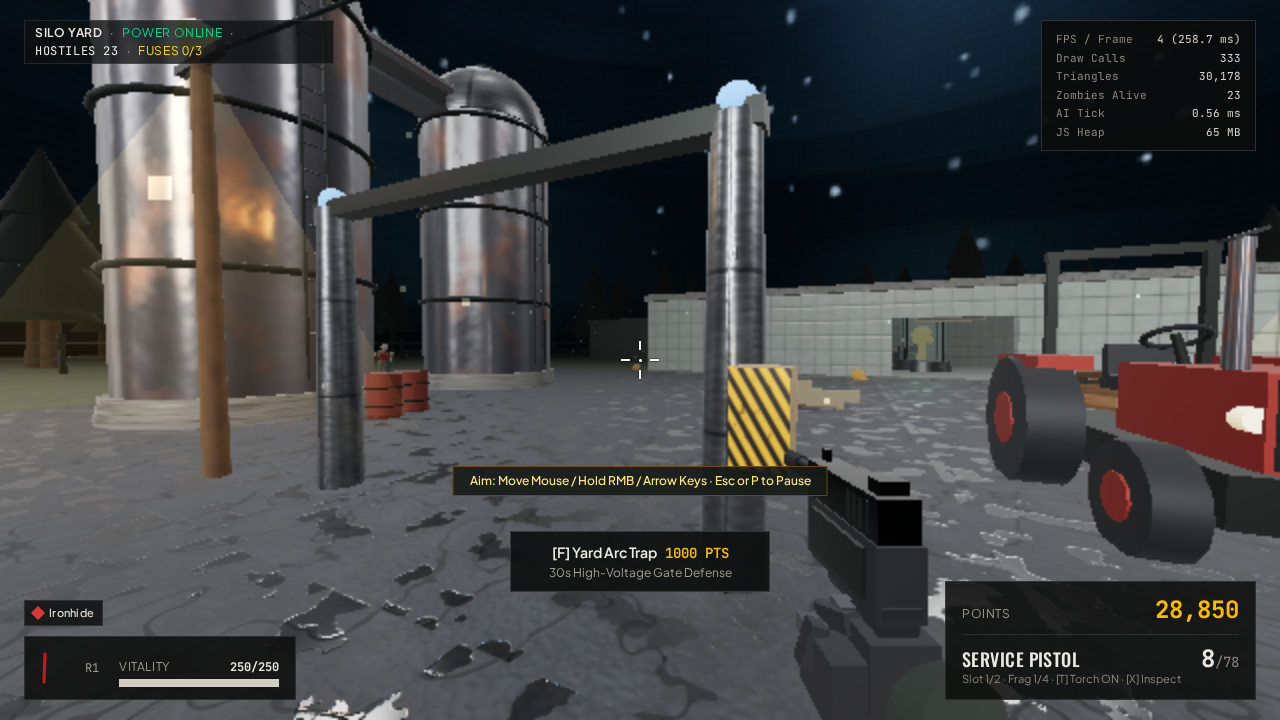 SILO YARD · POWER ONLINE ·
HOSTILES 23 · FUSES 0/3
FPS / Frame 4 (258.7 ms)
Draw Calls 333
Triangles 30,178
Zombies Alive 23
AI Tick 0.56 ms
JS Heap 65 MB
Aim: Move Mouse / Hold RMB / Arrow Keys · Esc or P to Pause
[F] Yard Arc Trap 1000 PTS
30s High-Voltage Gate Defense
Ironhide
R1 VITALITY 250/250
POINTS 28,850
SERVICE PISTOL 8/78
Slot 1/2 · Frag 1/4 · [T] Torch ON · [X] Inspect